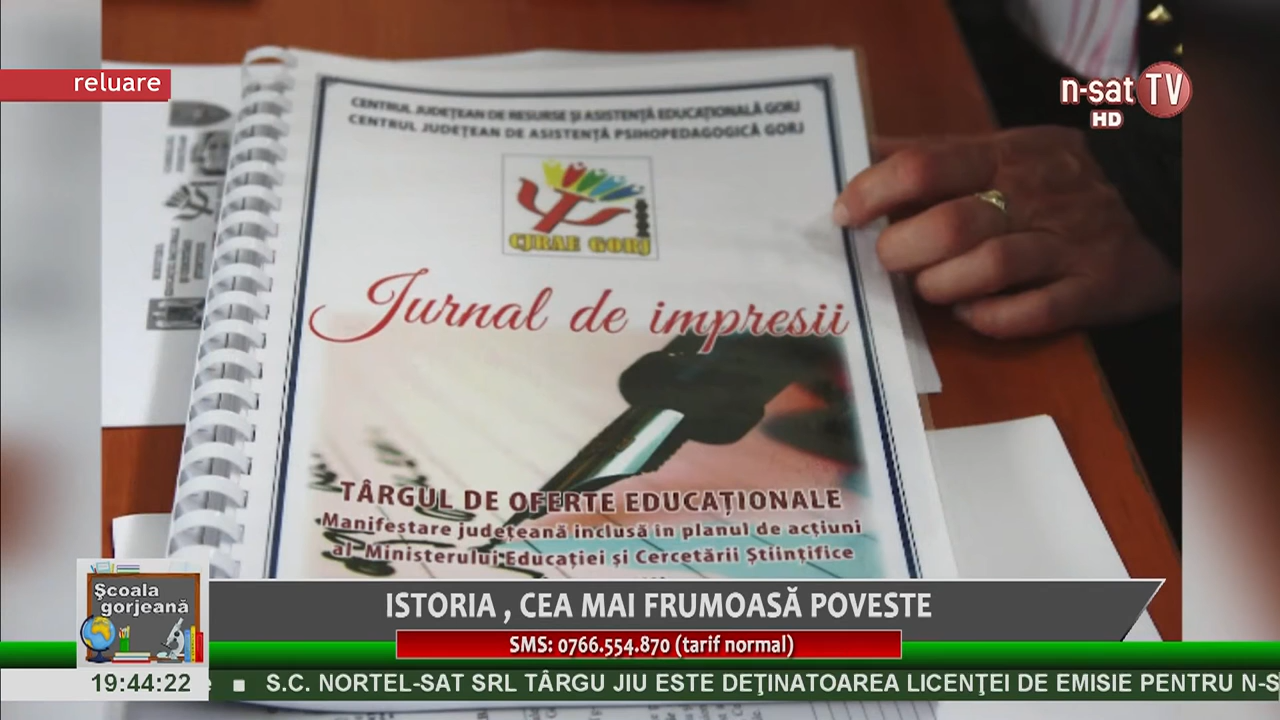 reluare
n-sat TV
HD
CENTRUL JUDEȚEAN DE RESURSE ȘI ASISTENȚĂ EDUCAȚIONALĂ GORJ
CENTRUL JUDEȚEAN DE ASISTENȚĂ PSIHOPEDAGOGICĂ GORJ
CJRAE GORJ
Jurnal de impresii
TÂRGUL DE OFERTE EDUCAȚIONALE
Manifestare județeană inclusă în planul de acțiuni
al Ministerului Educației și Cercetării Științifice
Şcoala
gorjeană
ISTORIA , CEA MAI FRUMOASĂ POVESTE
SMS: 0766.554.870 (tarif normal)
19:44:22 ■ S.C. NORTEL-SAT SRL TÂRGU JIU ESTE DEŢINATOAREA LICENŢEI DE EMISIE PENTRU N-S